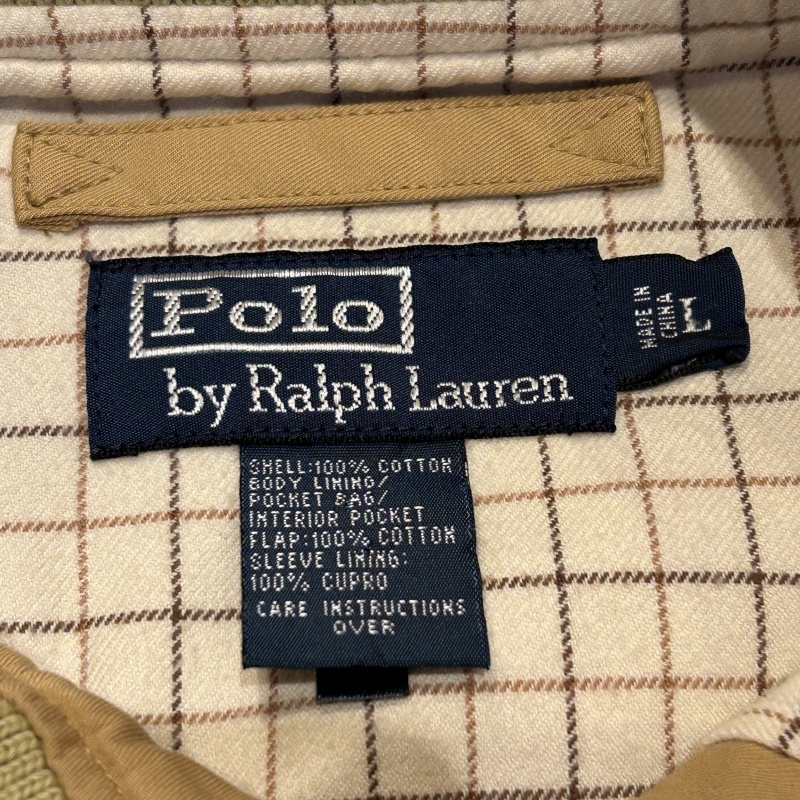 Polo
by Ralph Lauren
MADE IN
CHINA
L
SHELL:100% COTTON
BODY LINING/
POCKET BAG/
INTERIOR POCKET
FLAP:100% COTTON
SLEEVE LINING:
100% CUPRO
CARE INSTRUCTIONS
OVER